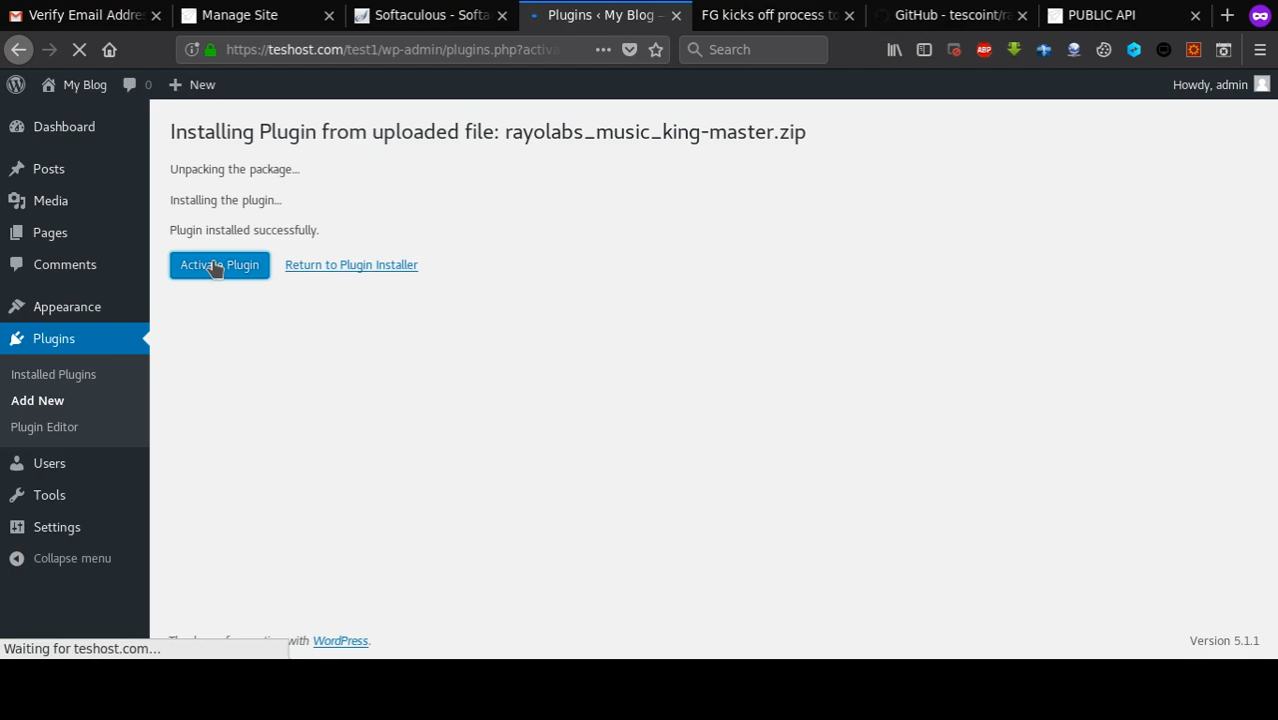 Verify Email Addre
Manage Site
Softaculous - Softa
Plugins ‹ My Blog —
FG kicks off process to
GitHub - tescoint/ra
PUBLIC API
https://teshost.com/test1/wp-admin/plugins.php?activa
Search
ABP
My Blog
0
New
Howdy, admin
Dashboard
Posts
Media
Pages
Comments
Appearance
Plugins
Installed Plugins
Add New
Plugin Editor
Users
Tools
Settings
Collapse menu
Installing Plugin from uploaded file: rayolabs_music_king-master.zip
Unpacking the package…
Installing the plugin…
Plugin installed successfully.
Activate Plugin
Return to Plugin Installer
with WordPress.
Version 5.1.1
Waiting for teshost.com…